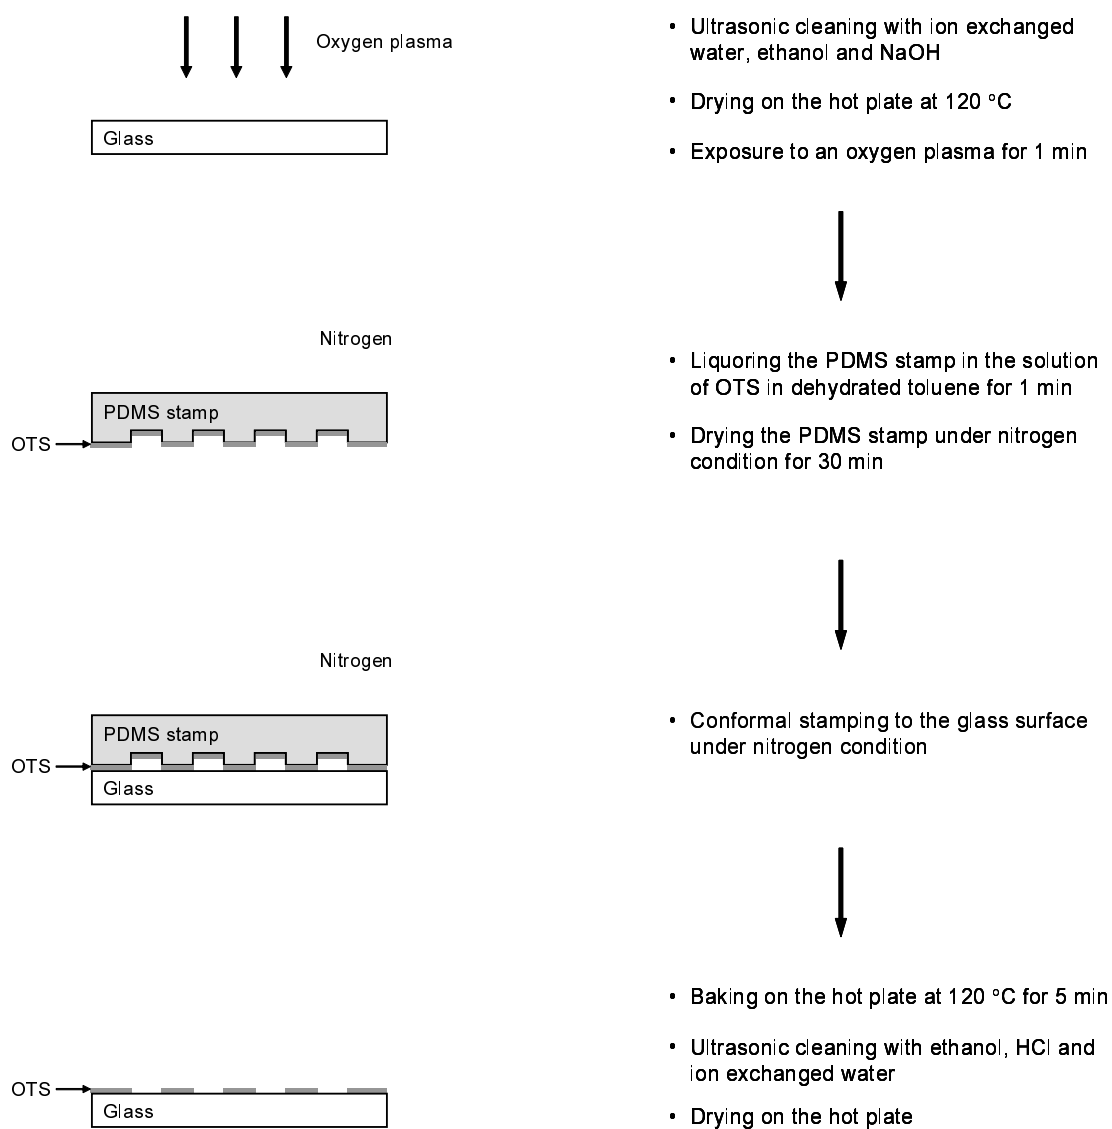 Oxygen plasma
Glass
• Ultrasonic cleaning with ion exchanged
water, ethanol and NaOH
• Drying on the hot plate at 120 °C
• Exposure to an oxygen plasma for 1 min
Nitrogen
PDMS stamp
OTS
• Liquoring the PDMS stamp in the solution
of OTS in dehydrated toluene for 1 min
• Drying the PDMS stamp under nitrogen
condition for 30 min
Nitrogen
PDMS stamp
OTS
Glass
• Conformal stamping to the glass surface
under nitrogen condition
OTS
Glass
• Baking on the hot plate at 120 °C for 5 min
• Ultrasonic cleaning with ethanol, HCl and
ion exchanged water
• Drying on the hot plate